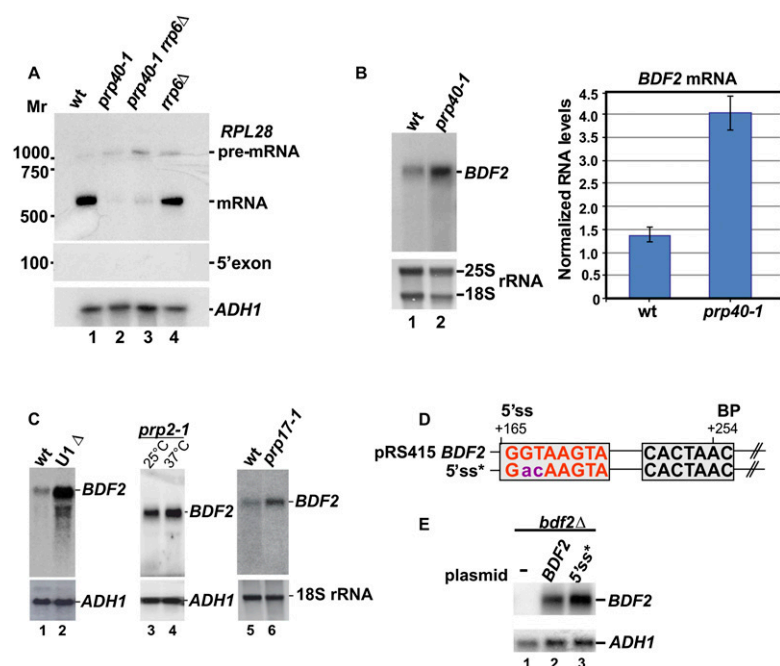 A
Mr
wt
prp40-1
prp40-1 rrp6Δ
rrp6Δ
RPL28
pre-mRNA
1000
750
mRNA
500
100
5'exon
ADH1
1 2 3 4
B
wt
prp40-1
BDF2
25S
rRNA
18S
1 2
BDF2 mRNA
Normalized RNA levels
4.5
4.0
3.5
3.0
2.5
2.0
1.5
1.0
0.5
0
wt prp40-1
C
wt
U1 Δ
BDF2
ADH1
1 2
prp2-1
25°C
37°C
BDF2
ADH1
3 4
wt
prp17-1
BDF2
18S rRNA
5 6
D
5'ss BP
+165 +254
pRS415 BDF2 GGTAAGTA CACTAAC
5'ss* GacAAGTA CACTAAC
E
bdf2Δ
plasmid - BDF2 5'ss*
BDF2
ADH1
1 2 3